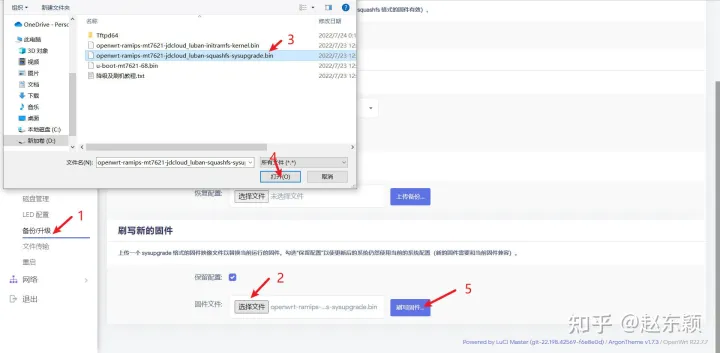 组织▾ 新建文件夹
OneDrive - Persc
此电脑
3D 对象
视频
图片
文档
下载
音乐
桌面
本地磁盘 (C:)
新加卷 (D:)
名称
修改日期
Tftpd64
2022/7/24 0:1
openwrt-ramips-mt7621-jdcloud_luban-initramfs-kernel.bin
2022/7/23 12
openwrt-ramips-mt7621-jdcloud_luban-squashfs-sysupgrade.bin
2022/7/23 12
u-boot-mt7621-68.bin
2022/7/23 12
降级及刷机教程.txt
2022/7/23 12
3
文件名(N):
openwrt-ramips-mt7621-jdcloud_luban-squashfs-sysu
所有文件 (*.*)
4
打开(O)
取消
squashfs 格式的固件有效）。
磁盘管理
LED 配置
备份/升级
1
文件传输
重启
网络
退出
恢复配置:
选择文件
未选择文件
上传备份...
刷写新的固件
上传一个 sysupgrade 格式的固件映像文件以替换当前运行的固件。勾选“保留配置”以使更新后的系统仍然使用当前的系统配置（新的固件需要和当前固件兼容）。
保留配置:
2
固件文件:
选择文件
openwrt-ramips-...s-sysupgrade.bin
刷写固件...
5
知乎 @赵东颖
Powered by LuCI Master (git-22.198.42569-f6e8e0d) / ArgonTheme v1.7.3 / OpenWrt R22.7.7